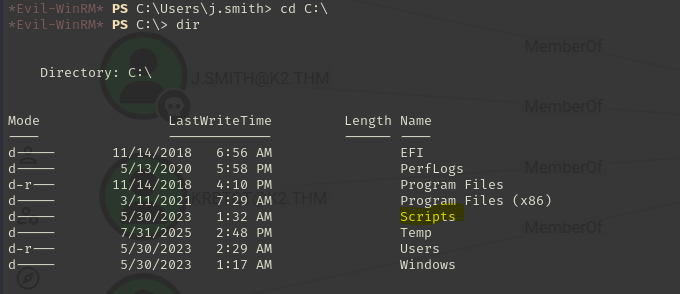 *Evil-WinRM* PS C:\Users\j.smith> cd C:\
*Evil-WinRM* PS C:\> dir
Directory: C:\
Mode                LastWriteTime         Length Name
----                -------------         ------ ----
d-----       11/14/2018   6:56 AM                EFI
d-----        5/13/2020   5:58 PM                PerfLogs
d-r---       11/14/2018   4:10 PM                Program Files
d-----        3/11/2021   7:29 AM                Program Files (x86)
d-----        5/30/2023   1:32 AM                Scripts
d-----        7/31/2025   2:48 PM                Temp
d-r---        5/30/2023   2:29 AM                Users
d-----        5/30/2023   1:17 AM                Windows
MemberOf
J.SMITH@K2.THM
MemberOf
MemberOf
MemberOf